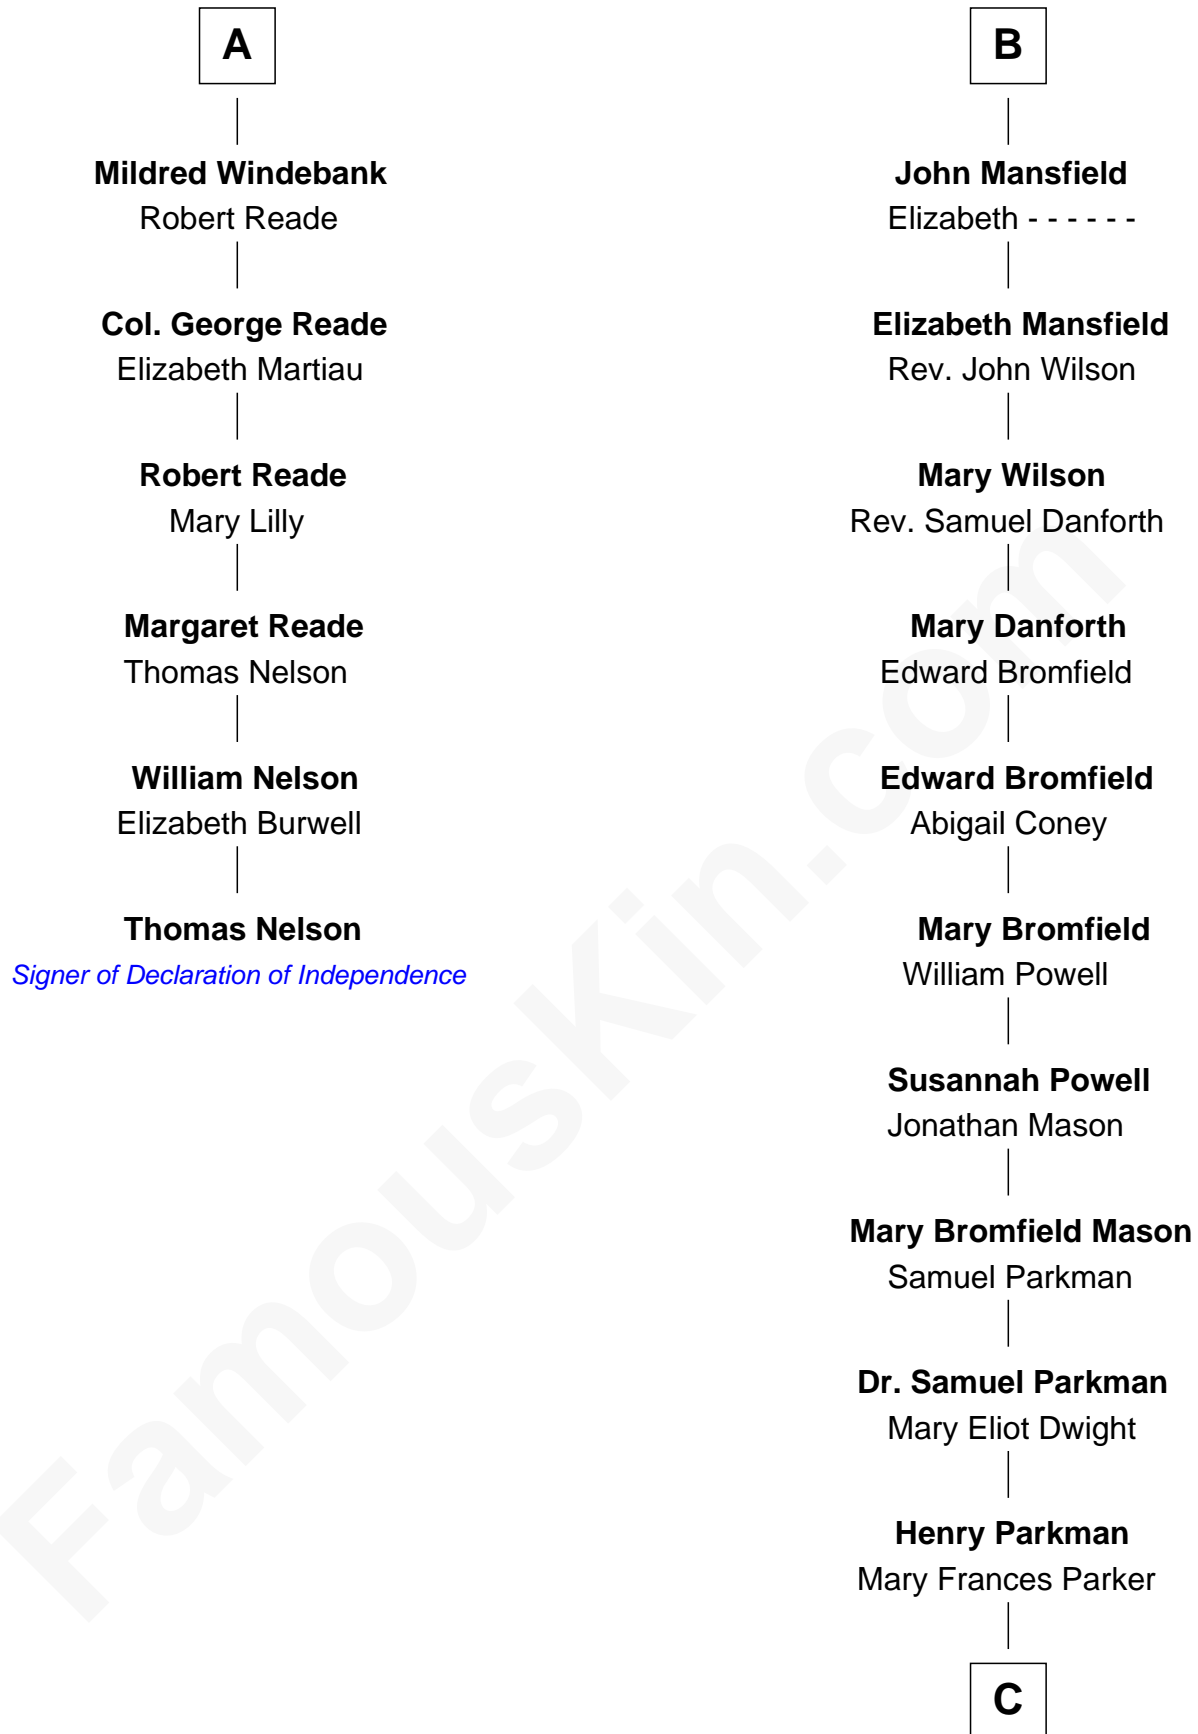 A
Mildred Windebank
Robert Reade
Col. George Reade
Elizabeth Martiau
Robert Reade
Mary Lilly
Margaret Reade
Thomas Nelson
William Nelson
Elizabeth Burwell
Thomas Nelson
Signer of Declaration of Independence
B
John Mansfield
Elizabeth - - - - - -
Elizabeth Mansfield
Rev. John Wilson
Mary Wilson
Rev. Samuel Danforth
Mary Danforth
Edward Bromfield
Edward Bromfield
Abigail Coney
Mary Bromfield
William Powell
Susannah Powell
Jonathan Mason
Mary Bromfield Mason
Samuel Parkman
Dr. Samuel Parkman
Mary Eliot Dwight
Henry Parkman
Mary Frances Parker
C
FamousKin.com